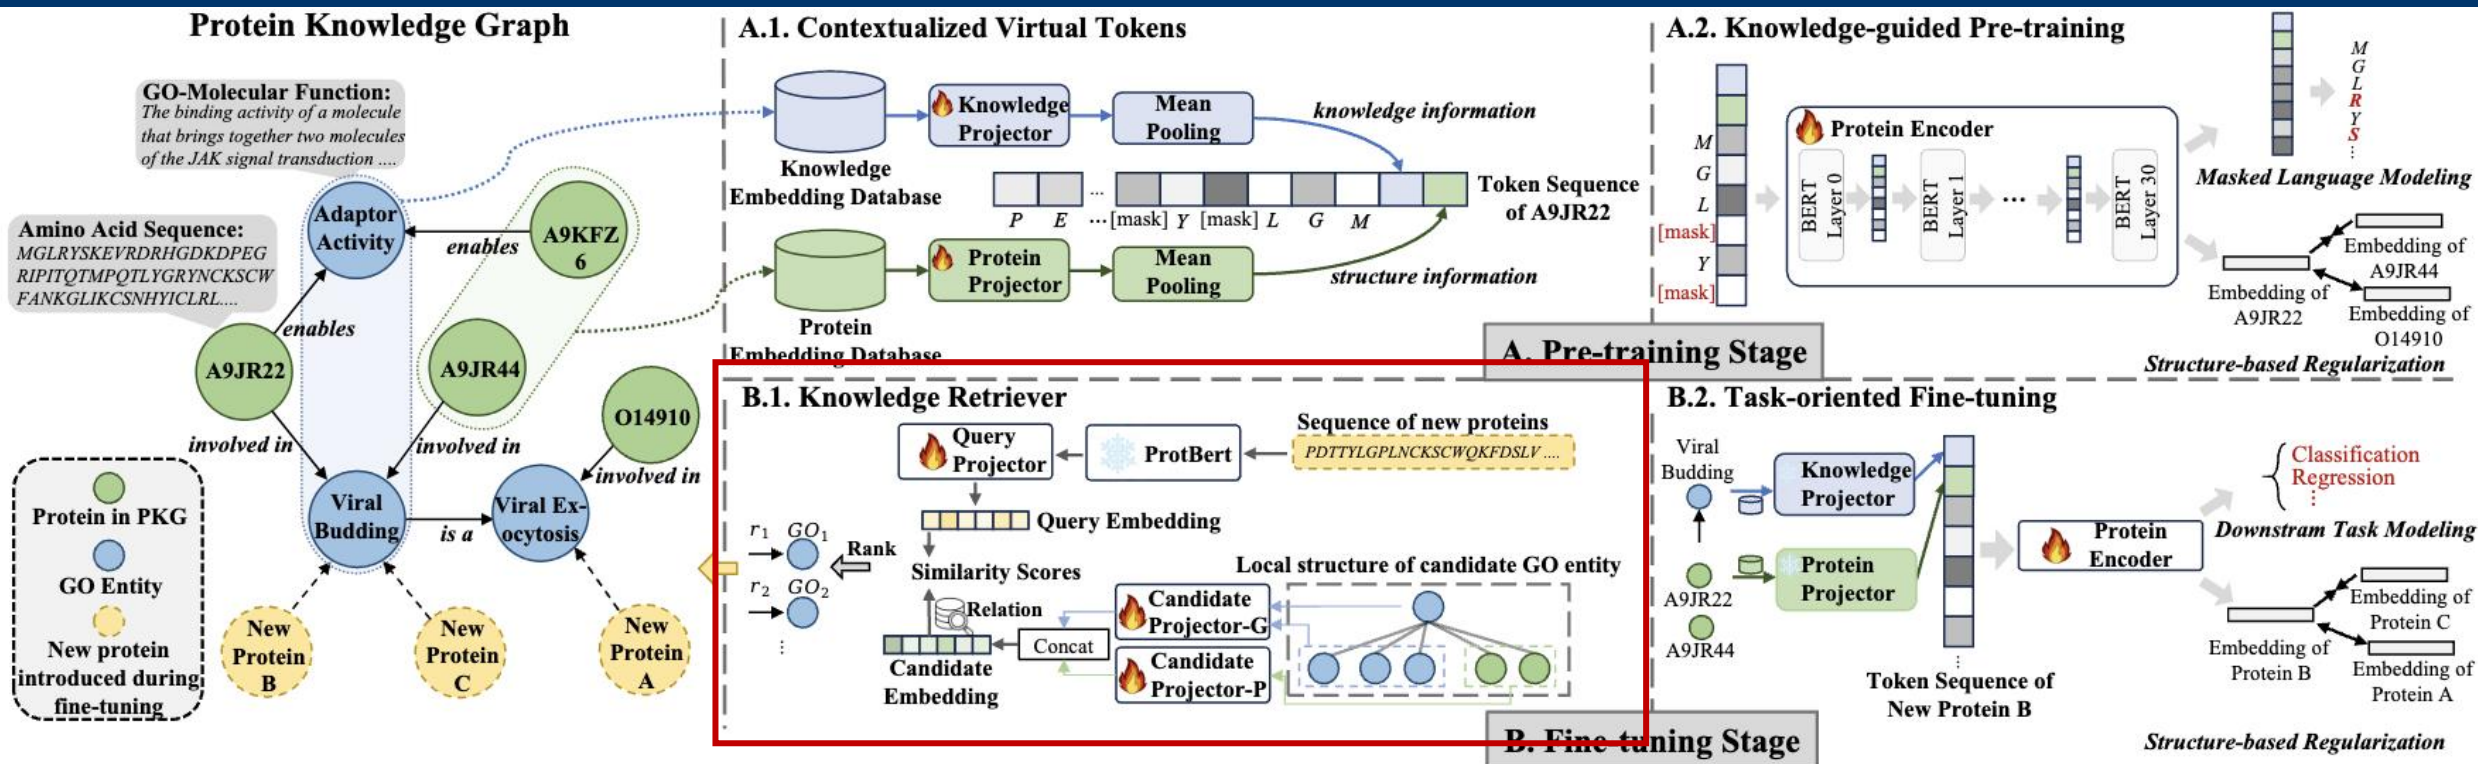 Protein Knowledge Graph
GO-Molecular Function:
The binding activity of a molecule
that brings together two molecules
of the JAK signal transduction ....
Amino Acid Sequence:
MGLRYSKEVRDRHGDKDPEG
RIPITQTMPQTLYGRYNCKSCW
FANKGLIKCSNHYICLRL....
Adaptor
Activity
enables
A9KFZ
6
enables
A9JR22
A9JR44
O14910
involved in
involved in
involved in
Viral
Budding
is a
Viral Ex-
ocytosis
New
Protein
B
New
Protein
C
New
Protein
A
Protein in PKG
GO Entity
New protein
introduced during
fine-tuning
A.1. Contextualized Virtual Tokens
Knowledge
Embedding Database
Knowledge
Projector
Mean
Pooling
knowledge information
P E ...
...[mask] Y [mask] L G M
Token Sequence
of A9JR22
Protein
Embedding Database
Protein
Projector
Mean
Pooling
structure information
A. Pre-training Stage
A.2. Knowledge-guided Pre-training
M
G
L
[mask]
Y
[mask]
Protein Encoder
BERT
Layer 0
BERT
Layer 1
...
BERT
Layer 30
M
G
L
R
Y
S
⋮
Masked Language Modeling
Embedding of
A9JR22
Embedding of
A9JR44
Embedding of
O14910
Structure-based Regularization
B.1. Knowledge Retriever
Sequence of new proteins
PDTTYLGPLNCKSCWQKFDSLV ....
ProtBert
Query
Projector
Query Embedding
Similarity Scores
Relation
Rank
r1 GO1
r2 GO2
⋮
Candidate
Embedding
Concat
Candidate
Projector-G
Candidate
Projector-P
Local structure of candidate GO entity
B. Fine-tuning Stage
B.2. Task-oriented Fine-tuning
Viral
Budding
A9JR22
A9JR44
Knowledge
Projector
Protein
Projector
⋮
Token Sequence of
New Protein B
Protein
Encoder
Classification
Regression
⋮
Downstram Task Modeling
Embedding of
Protein B
Embedding of
Protein C
Embedding of
Protein A
Structure-based Regularization